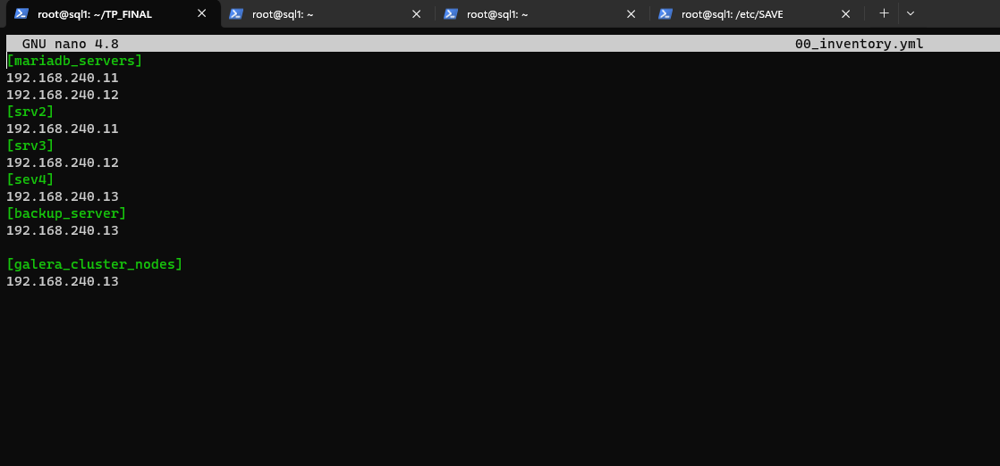 root@sql1: ~/TP_FINAL
root@sql1: ~
root@sql1: ~
root@sql1: /etc/SAVE
GNU nano 4.8 00_inventory.yml
[mariadb_servers]
192.168.240.11
192.168.240.12
[srv2]
192.168.240.11
[srv3]
192.168.240.12
[sev4]
192.168.240.13
[backup_server]
192.168.240.13
[galera_cluster_nodes]
192.168.240.13